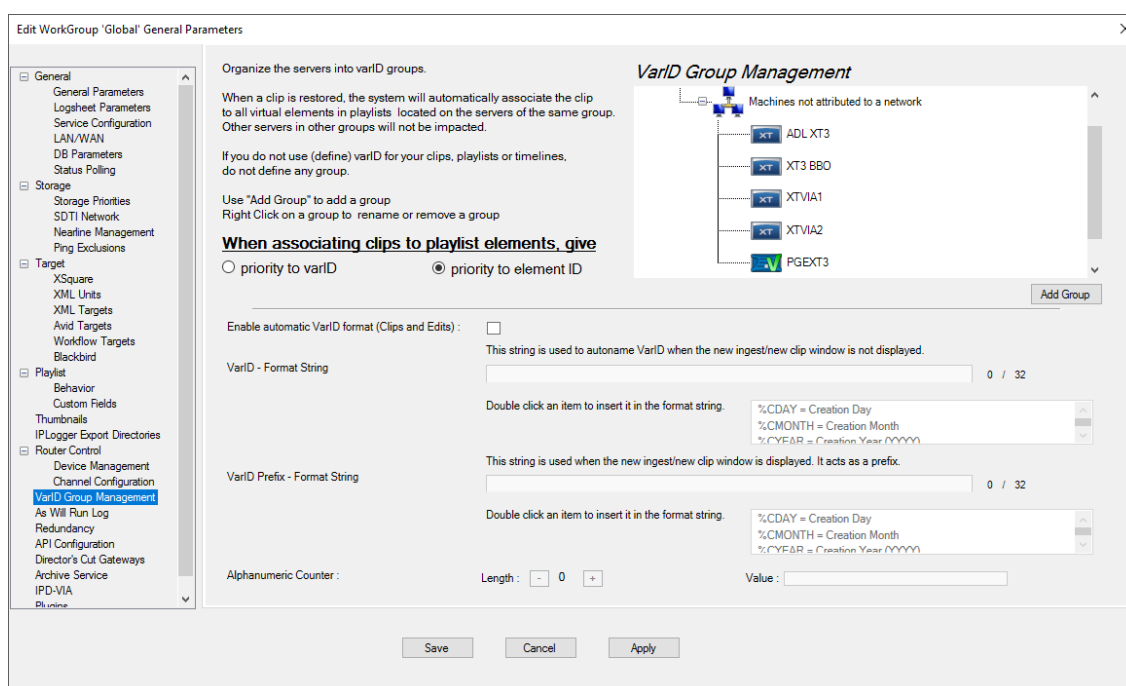 Edit WorkGroup 'Global' General Parameters
General
General Parameters
Logsheet Parameters
Service Configuration
LAN/WAN
DB Parameters
Status Polling
Storage
Storage Priorities
SDTI Network
Nearline Management
Ping Exclusions
Target
XSquare
XML Units
XML Targets
Avid Targets
Workflow Targets
Blackbird
Playlist
Behavior
Custom Fields
Thumbnails
IPLogger Export Directories
Router Control
Device Management
Channel Configuration
VarID Group Management
As Will Run Log
Redundancy
API Configuration
Director's Cut Gateways
Archive Service
IPD-VIA
Plugins
Organize the servers into varID groups.
When a clip is restored, the system will automatically associate the clip
to all virtual elements in playlists located on the servers of the same group.
Other servers in other groups will not be impacted.
If you do not use (define) varID for your clips, playlists or timelines,
do not define any group.
Use "Add Group" to add a group
Right Click on a group to rename or remove a group
When associating clips to playlist elements, give
priority to varID
priority to element ID
VarID Group Management
Machines not attributed to a network
XT ADL XT3
XT XT3 BBO
XT XTVIA1
XT XTVIA2
PGEXT3
Add Group
Enable automatic VarID format (Clips and Edits) :
This string is used to autoname VarID when the new ingest/new clip window is not displayed.
VarID - Format String
0 / 32
Double click an item to insert it in the format string.
%CDAY = Creation Day
%CMONTH = Creation Month
%CYEAR = Creation Year (YYYY)
This string is used when the new ingest/new clip window is displayed. It acts as a prefix.
VarID Prefix - Format String
0 / 32
Double click an item to insert it in the format string.
%CDAY = Creation Day
%CMONTH = Creation Month
%CYEAR = Creation Year (YYYY)
Alphanumeric Counter :
Length : - 0 +
Value :
Save
Cancel
Apply